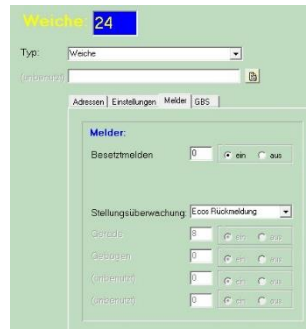 Weiche 24
Typ: Weiche
(unbenutzt)
Adressen Einstellungen Melder GBS
Melder:
Besetztmelden 0 ein aus
Stellungsüberwachung: Ecos Rückmeldung
Gerade 8 ein aus
Gebogen 0 ein aus
(unbenutzt) 0 ein aus
(unbenutzt) 0 ein aus